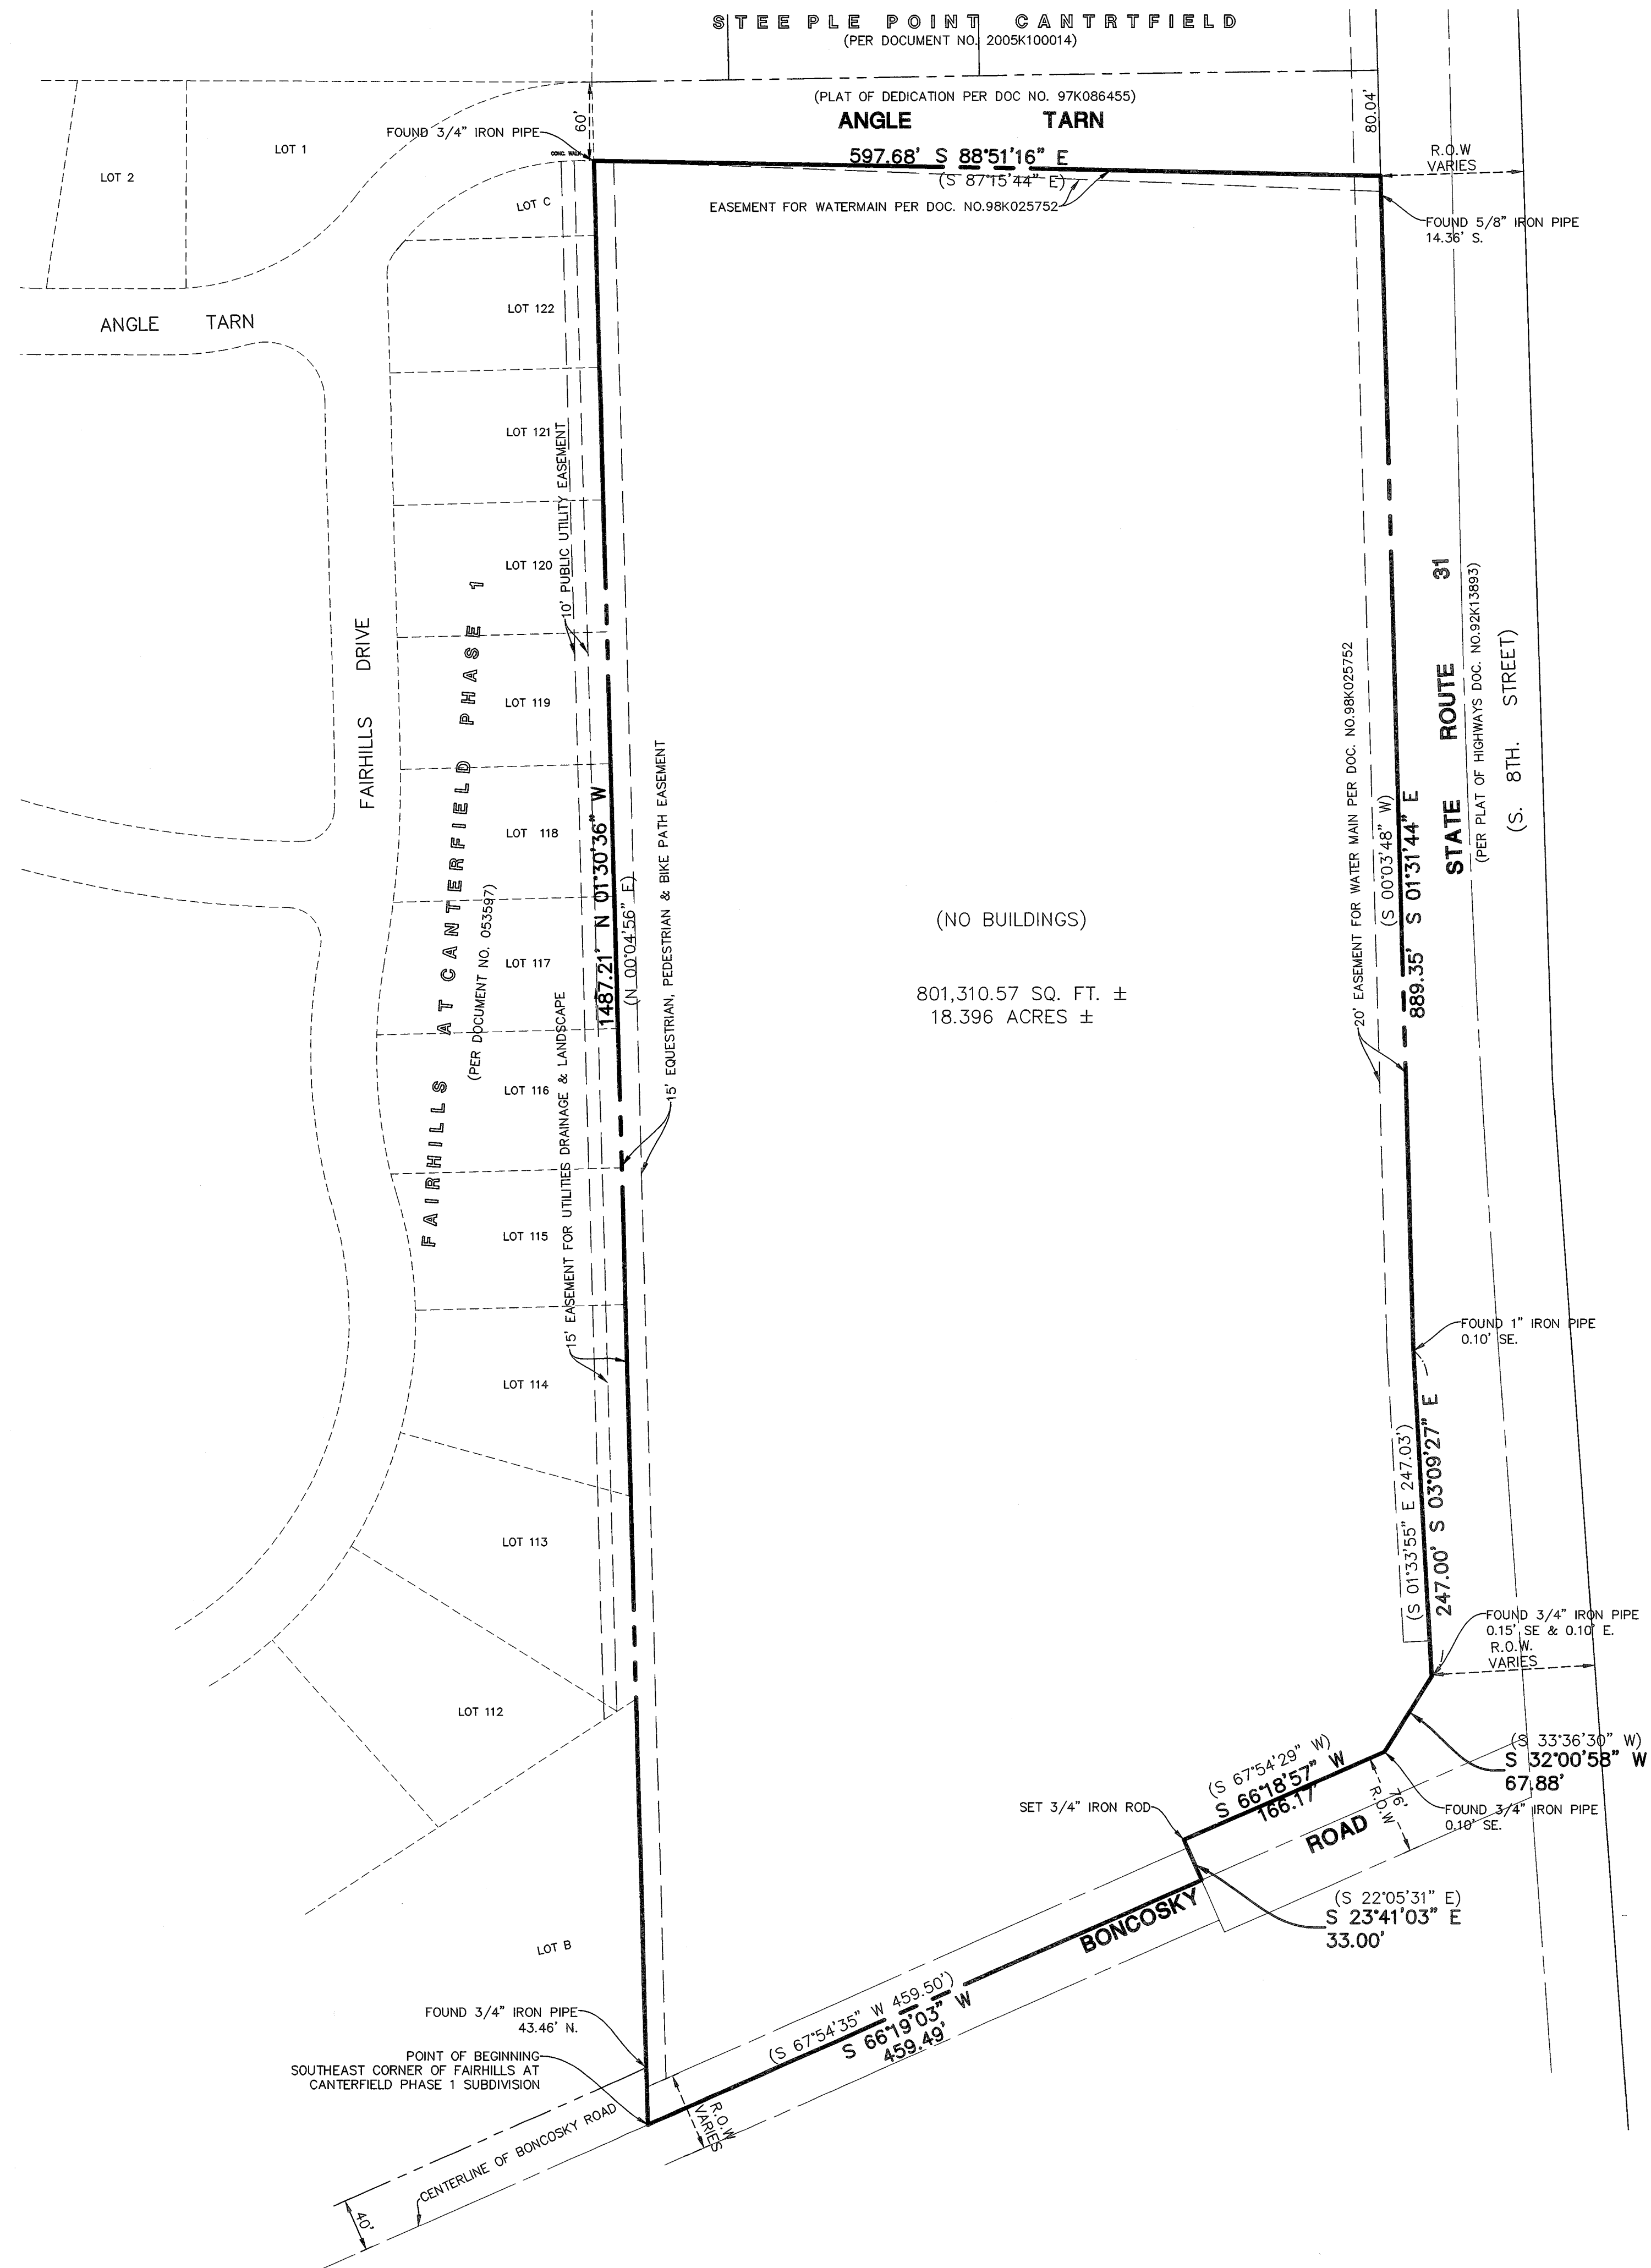 STEEPLE POINT CANTRTFIELD
(PER DOCUMENT NO. 2005K100014)
(PLAT OF DEDICATION PER DOC NO. 97K086455)
ANGLE TARN
60'
80.04'
FOUND 3/4" IRON PIPE
CONC. WALK
597.68' S 88°51'16" E
(S 87°15'44" E)
EASEMENT FOR WATERMAIN PER DOC. NO.98K025752
R.O.W
VARIES
FOUND 5/8" IRON PIPE
14.36' S.
LOT 1
LOT 2
LOT C
LOT 122
ANGLE TARN
LOT 121
LOT 120
LOT 119
LOT 118
LOT 117
LOT 116
LOT 115
LOT 114
LOT 113
LOT 112
LOT B
FAIRHILLS DRIVE
FAIRHILLS AT CANTERFIELD PHASE 1
(PER DOCUMENT NO. 053597)
10' PUBLIC UTILITY EASEMENT
15' EASEMENT FOR UTILITIES DRAINAGE & LANDSCAPE
1487.21' N 01°30'36" W
(N 00°04'56" E)
15' EQUESTRIAN, PEDESTRIAN & BIKE PATH EASEMENT
(NO BUILDINGS)
801,310.57 SQ. FT. ±
18.396 ACRES ±
20' EASEMENT FOR WATER MAIN PER DOC. NO.98K025752
(S 00°03'48" W)
889.35' S 01°31'44" E
STATE ROUTE 31
(PER PLAT OF HIGHWAYS DOC. NO.92K13893)
(S. 8TH. STREET)
FOUND 1" IRON PIPE
0.10' SE.
(S 01°33'55" E 247.03')
247.00' S 03°09'27" E
FOUND 3/4" IRON PIPE
0.15' SE & 0.10' E.
R.O.W.
VARIES
(S 33°36'30" W)
S 32°00'58" W
67.88'
FOUND 3/4" IRON PIPE
0.10' SE.
(S 67°54'29" W)
S 66°18'57" W
166.17'
SET 3/4" IRON ROD
76'
R.O.W
BONCOSKY ROAD
(S 22°05'31" E)
S 23°41'03" E
33.00'
(S 67°54'35" W 459.50')
S 66°19'03" W
459.49'
FOUND 3/4" IRON PIPE
43.46' N.
POINT OF BEGINNING
SOUTHEAST CORNER OF FAIRHILLS AT
CANTERFIELD PHASE 1 SUBDIVISION
R.O.W
VARIES
CENTERLINE OF BONCOSKY ROAD
40'